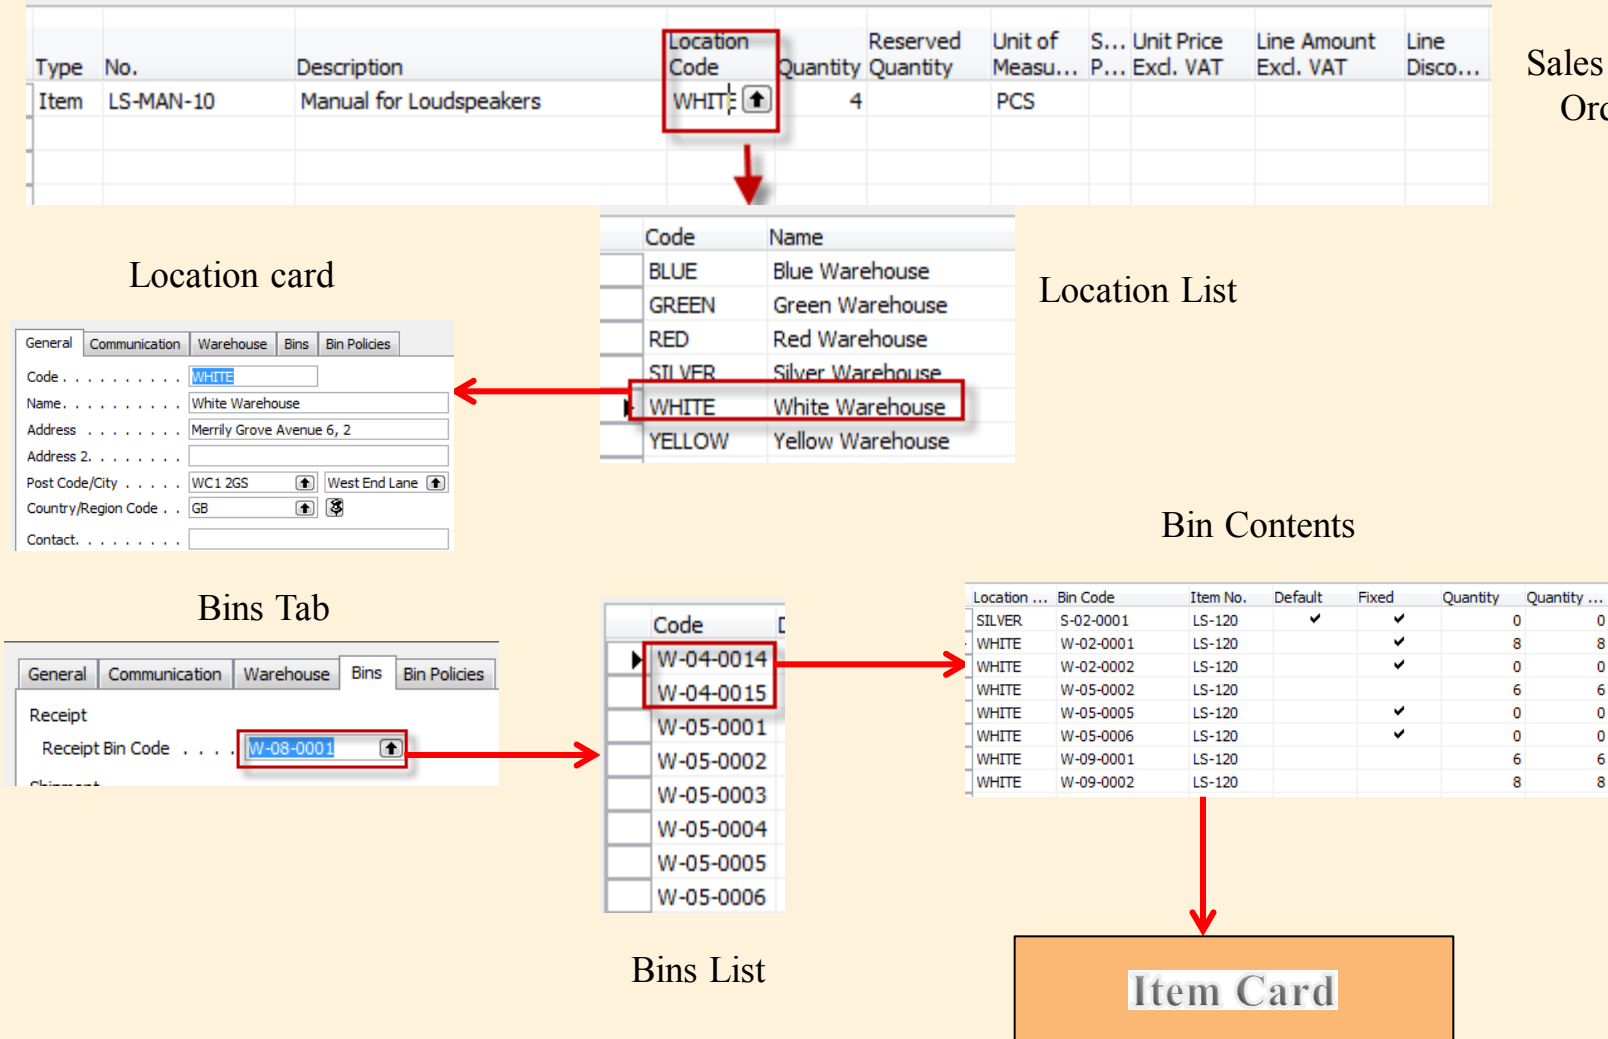 Location Reserved Unit of S... Unit Price Line Amount Line
Type No. Description Code Quantity Quantity Measu... P... Excl. VAT Excl. VAT Disco...
Item LS-MAN-10 Manual for Loudspeakers WHITE 4 PCS
Sales
Ord
Location card
General Communication Warehouse Bins Bin Policies
Code . . . . . . . . . . WHITE
Name. . . . . . . . . . White Warehouse
Address . . . . . . . . Merrily Grove Avenue 6, 2
Address 2. . . . . . . .
Post Code/City . . . . . WC1 2GS West End Lane
Country/Region Code . . GB
Contact. . . . . . . . .
Code Name
BLUE Blue Warehouse
GREEN Green Warehouse
RED Red Warehouse
SILVER Silver Warehouse
WHITE White Warehouse
YELLOW Yellow Warehouse
Location List
Bins Tab
General Communication Warehouse Bins Bin Policies
Receipt
Receipt Bin Code . . . . W-08-0001
Shipment
Code
W-04-0014
W-04-0015
W-05-0001
W-05-0002
W-05-0003
W-05-0004
W-05-0005
W-05-0006
Bins List
Bin Contents
Location ... Bin Code Item No. Default Fixed Quantity Quantity ...
SILVER S-02-0001 LS-120 ✔ ✔ 0 0
WHITE W-02-0001 LS-120 ✔ 8 8
WHITE W-02-0002 LS-120 ✔ 0 0
WHITE W-05-0002 LS-120 6 6
WHITE W-05-0005 LS-120 ✔ 0 0
WHITE W-05-0006 LS-120 ✔ 0 0
WHITE W-09-0001 LS-120 6 6
WHITE W-09-0002 LS-120 8 8
Item Card